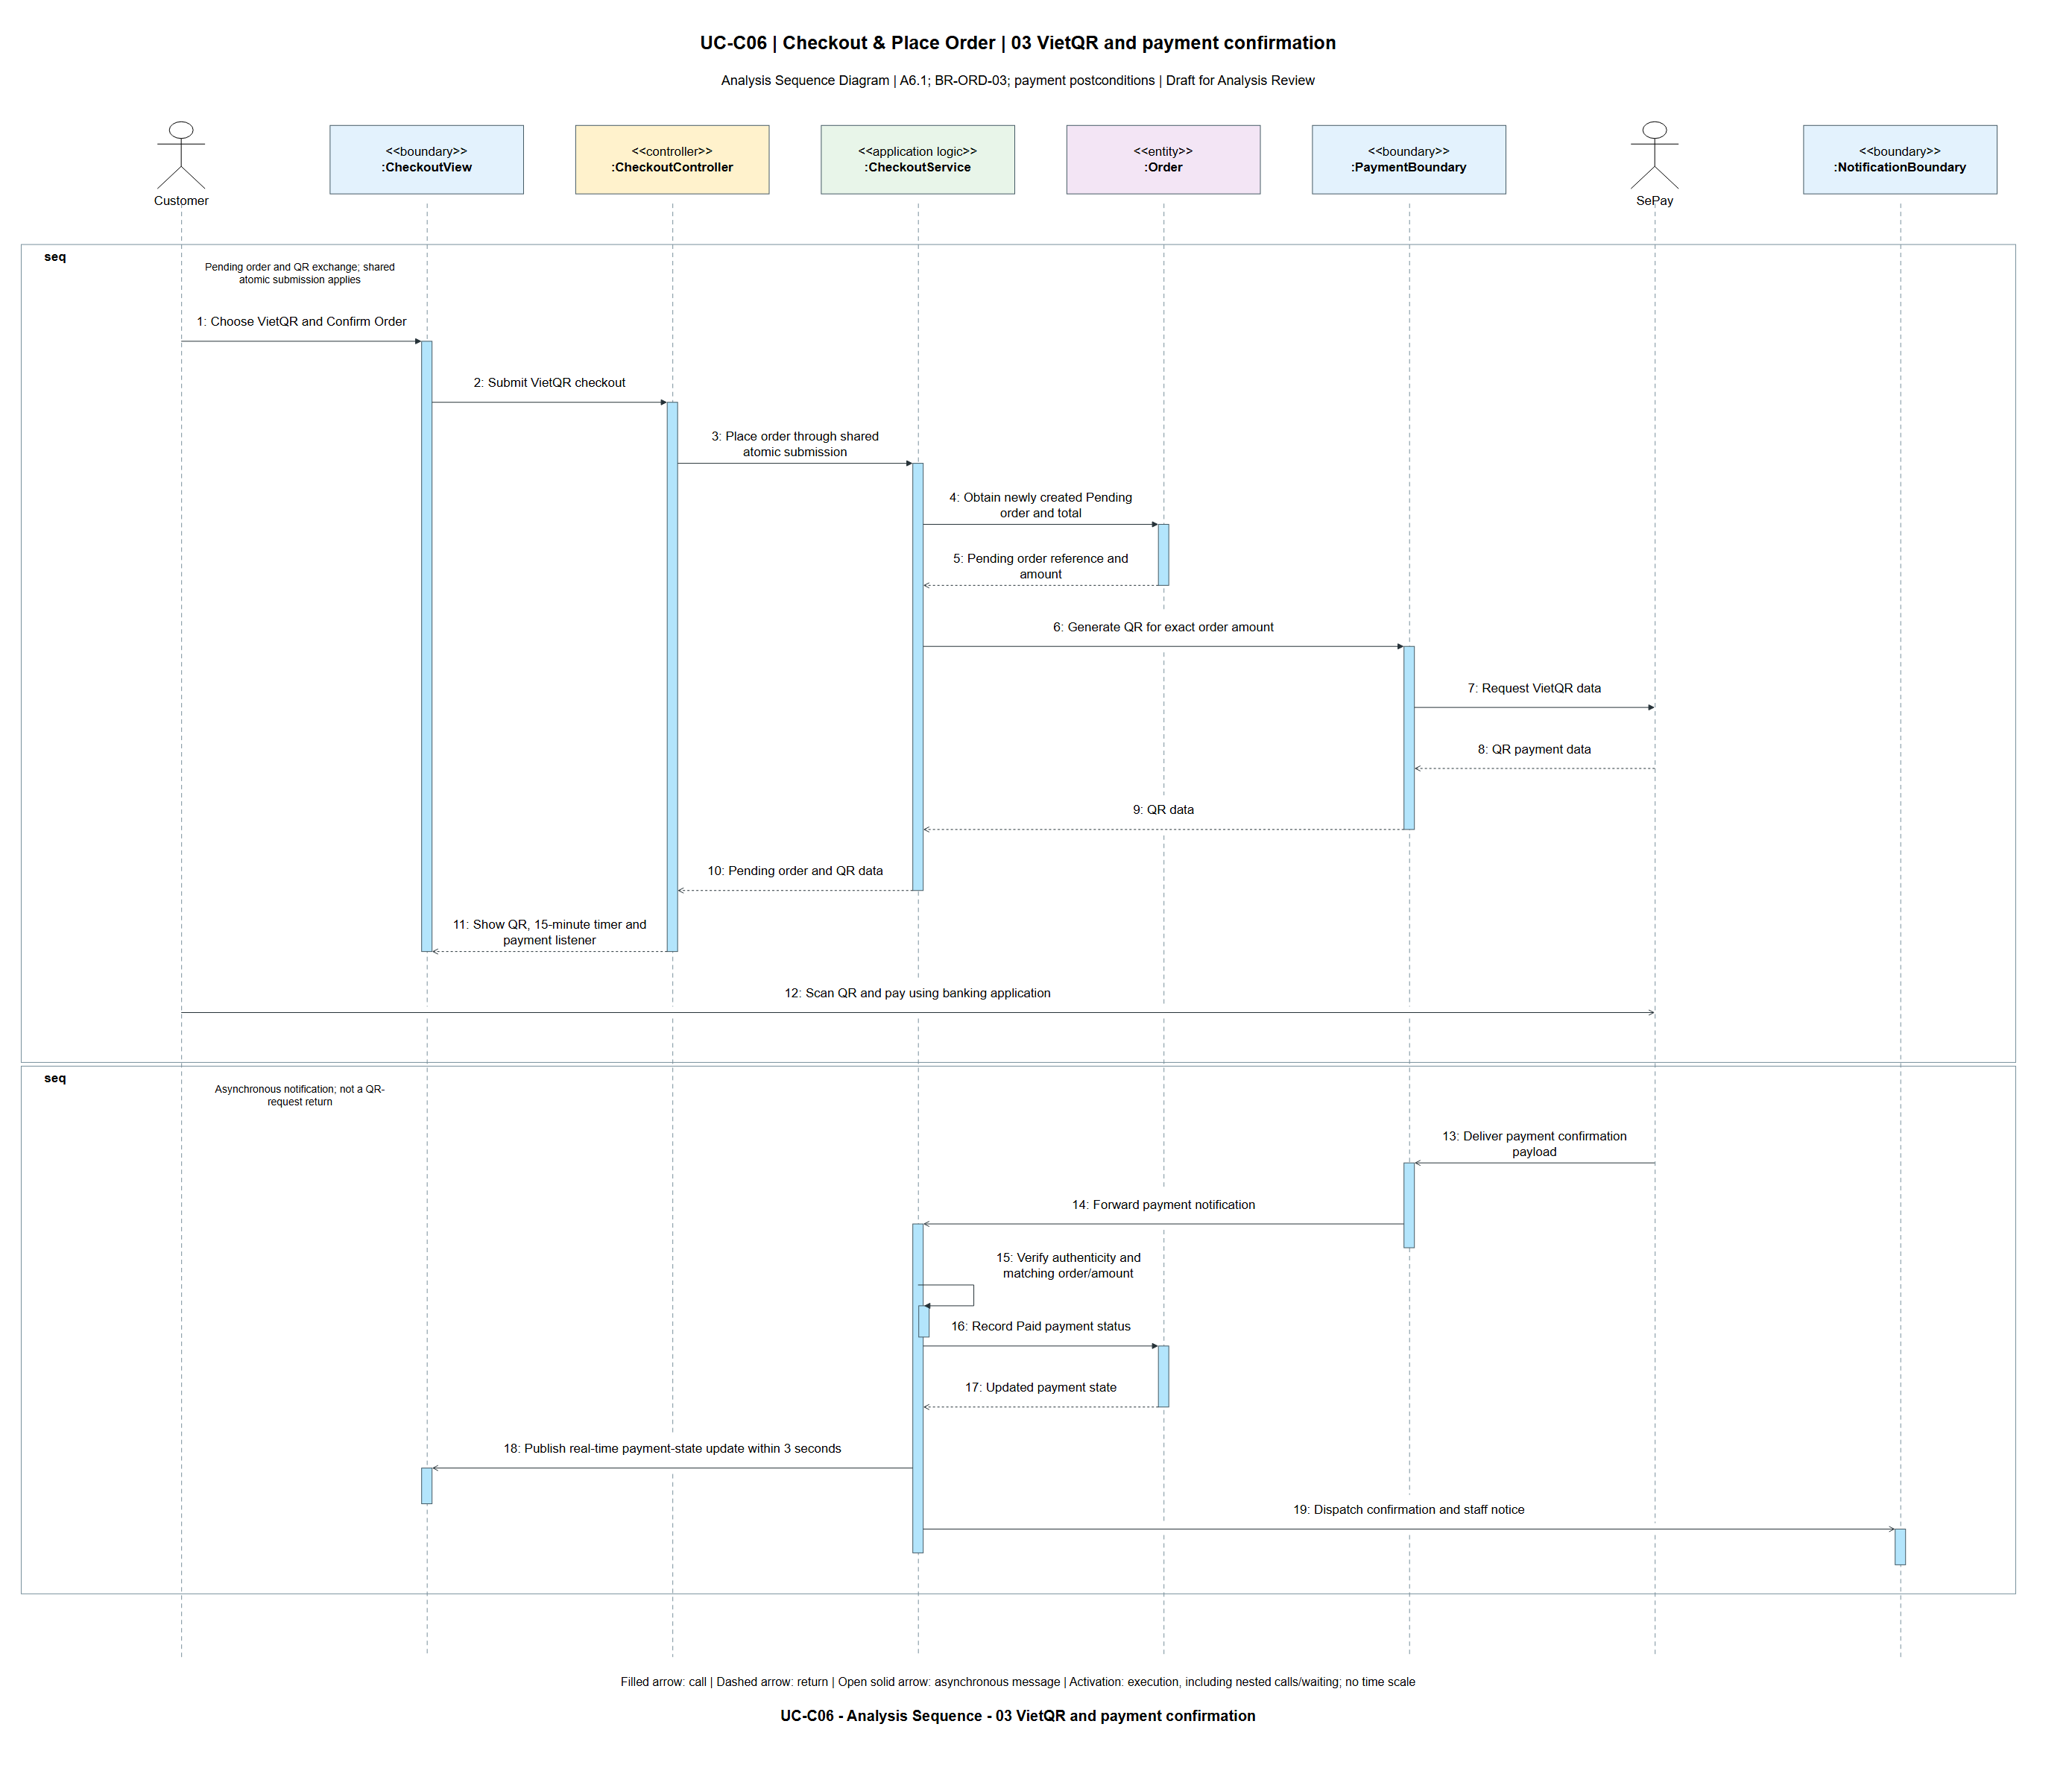 UC-C06 | Checkout & Place Order | 03 VietQR and payment confirmation
Analysis Sequence Diagram | A6.1; BR-ORD-03; payment postconditions | Draft for Analysis Review
Customer
<<boundary>>
:CheckoutView
<<controller>>
:CheckoutController
<<application logic>>
:CheckoutService
<<entity>>
:Order
<<boundary>>
:PaymentBoundary
SePay
<<boundary>>
:NotificationBoundary
seq
Pending order and QR exchange; shared
atomic submission applies
1: Choose VietQR and Confirm Order
2: Submit VietQR checkout
3: Place order through shared
atomic submission
4: Obtain newly created Pending
order and total
5: Pending order reference and
amount
6: Generate QR for exact order amount
7: Request VietQR data
8: QR payment data
9: QR data
10: Pending order and QR data
11: Show QR, 15-minute timer and
payment listener
12: Scan QR and pay using banking application
seq
Asynchronous notification; not a QR-
request return
13: Deliver payment confirmation
payload
14: Forward payment notification
15: Verify authenticity and
matching order/amount
16: Record Paid payment status
17: Updated payment state
18: Publish real-time payment-state update within 3 seconds
19: Dispatch confirmation and staff notice
Filled arrow: call | Dashed arrow: return | Open solid arrow: asynchronous message | Activation: execution, including nested calls/waiting; no time scale
UC-C06 - Analysis Sequence - 03 VietQR and payment confirmation